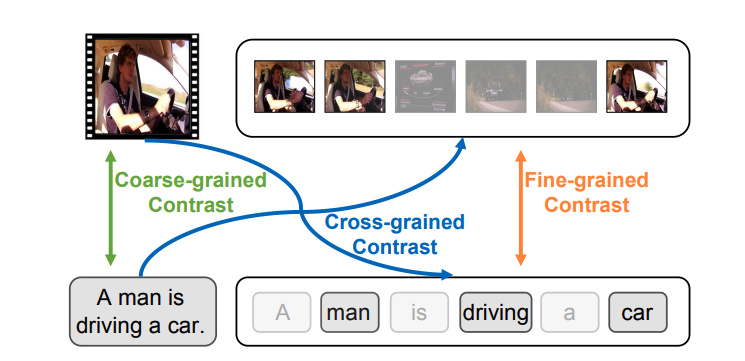 Coarse-grained
Contrast
Fine-grained
Contrast
Cross-grained
Contrast
A man is
driving a car.
A man is driving a car